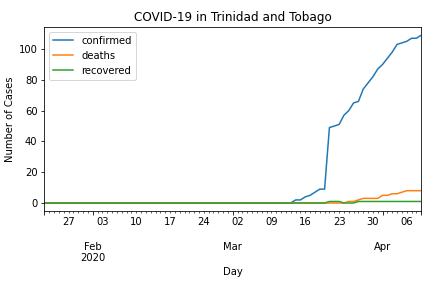 COVID-19 in Trinidad and Tobago
confirmed
deaths
recovered
Number of Cases
100
80
60
40
20
0
27 03 10 17 24 02 09 16 23 30 06
Feb Mar Apr
2020
Day